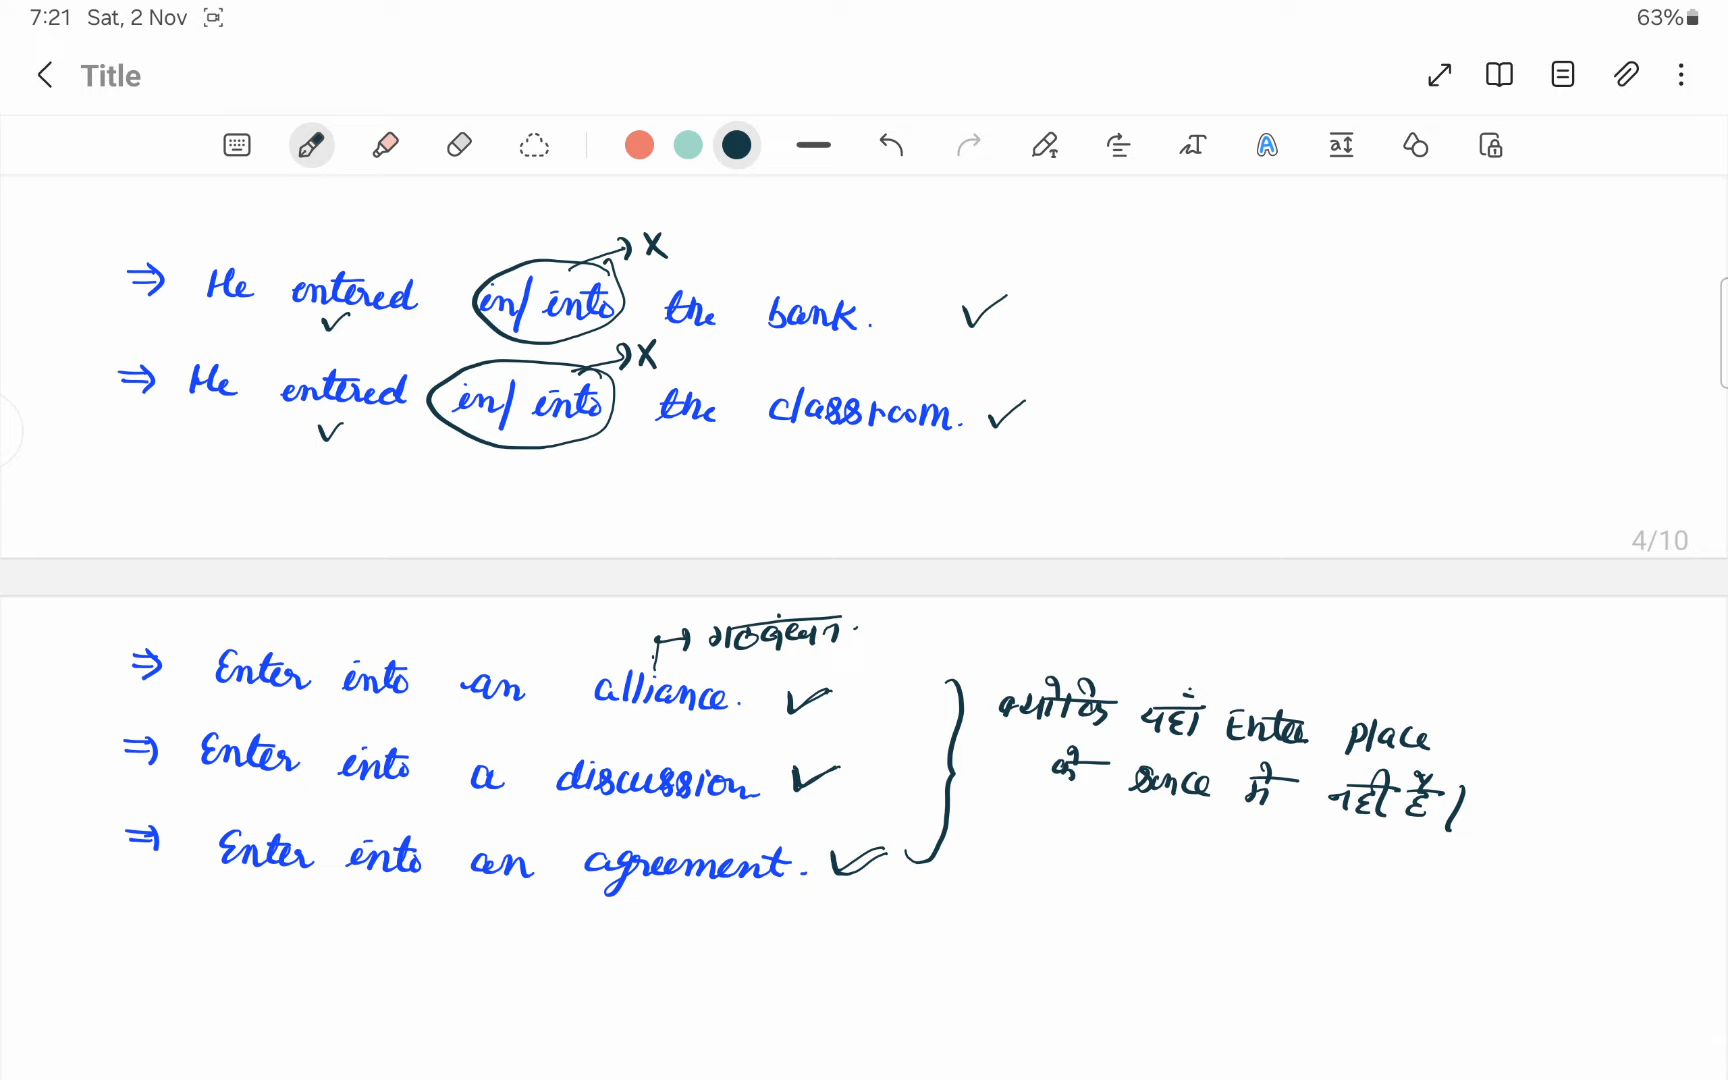 7:21 Sat, 2 Nov
63%
Title
⇒ He entered in/into the bank. ✓
→ X
✓
⇒ He entered in/into the classroom. ✓
→ X
✓
4/10
→ गठबंधन.
⇒ Enter into an alliance. ✓
⇒ Enter into a discussion ✓
⇒ Enter into an agreement. ✓
क्योंकि यहां Enter place
के sence में नहीं है।